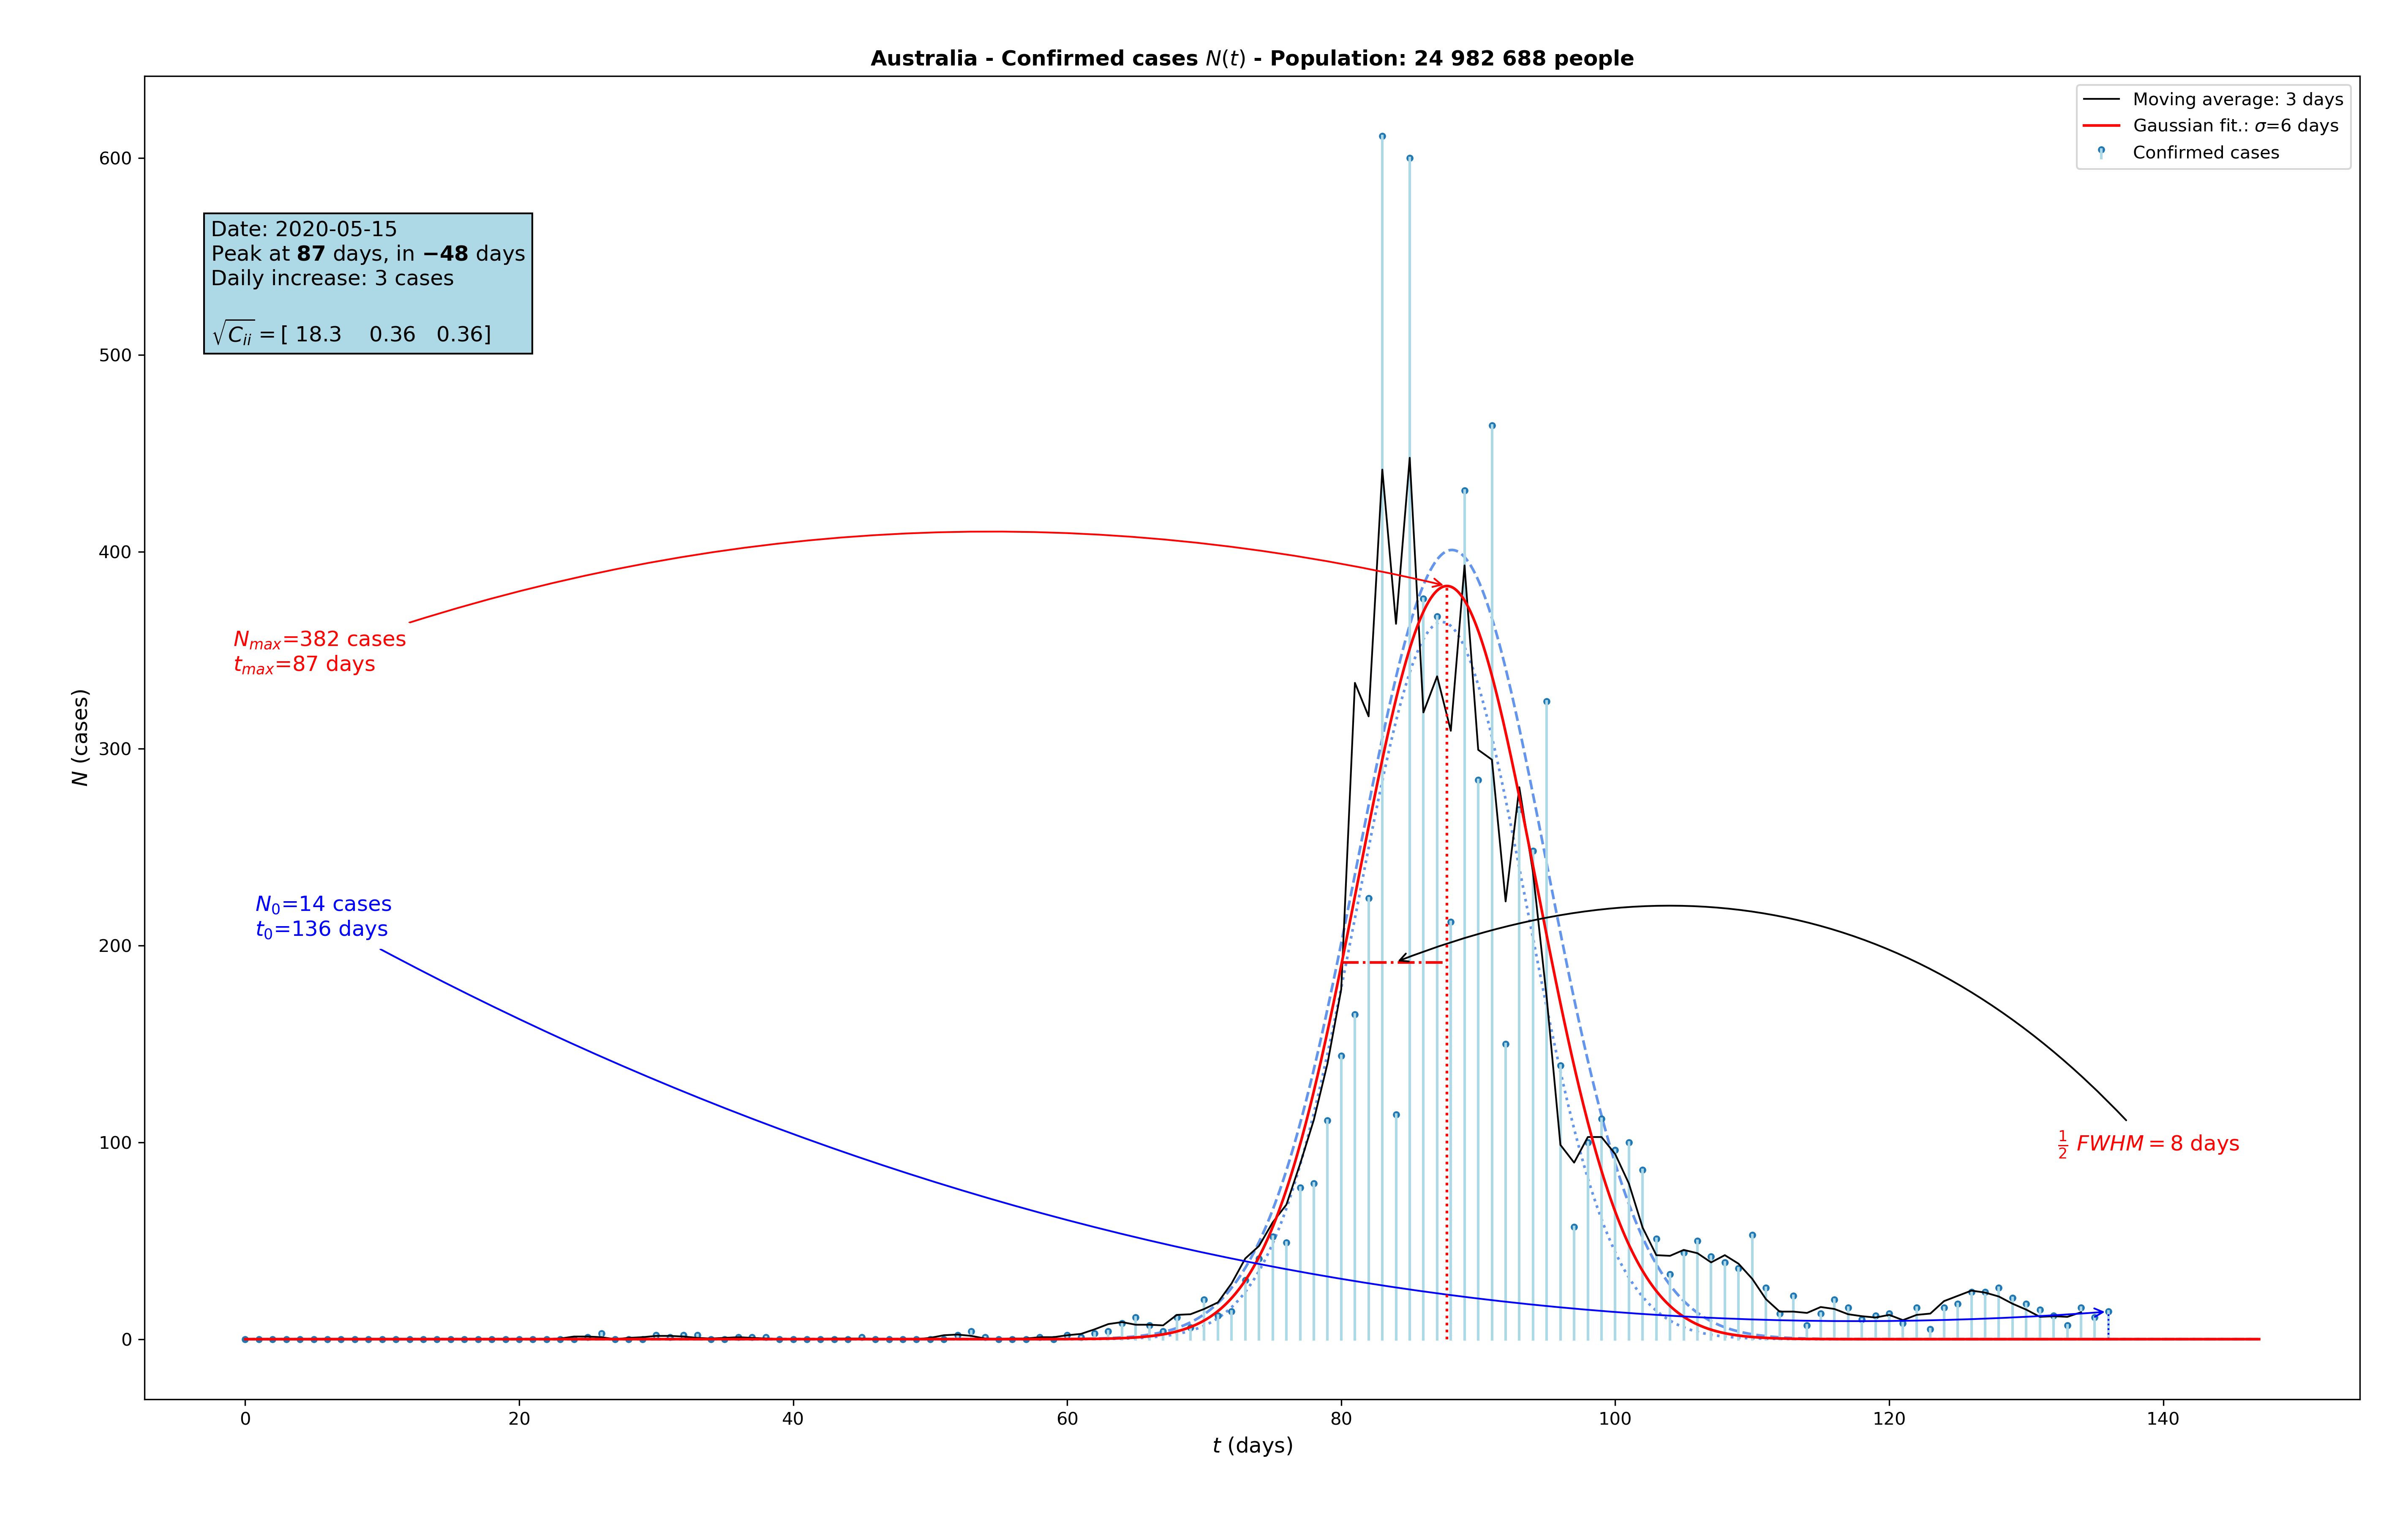 Australia - Confirmed cases N(t) - Population: 24 982 688 people
Moving average: 3 days
Gaussian fit.: σ=6 days
Confirmed cases
Date: 2020-05-15
Peak at 87 days, in −48 days
Daily increase: 3 cases
√C_ii = [ 18.3 0.36 0.36]
N_max=382 cases
t_max=87 days
N_0=14 cases
t_0=136 days
½ FWHM = 8 days
N (cases)
600
500
400
300
200
100
0
0 20 40 60 80 100 120 140
t (days)